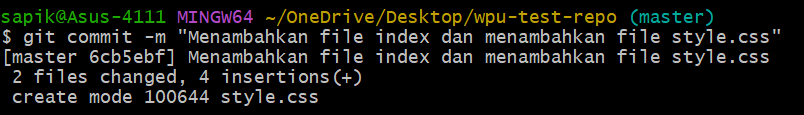 sapik@Asus-4111 MINGW64 ~/OneDrive/Desktop/wpu-test-repo (master)
$ git commit -m "Menambahkan file index dan menambahkan file style.css"
[master 6cb5ebf] Menambahkan file index dan menambahkan file style.css
 2 files changed, 4 insertions(+)
 create mode 100644 style.css